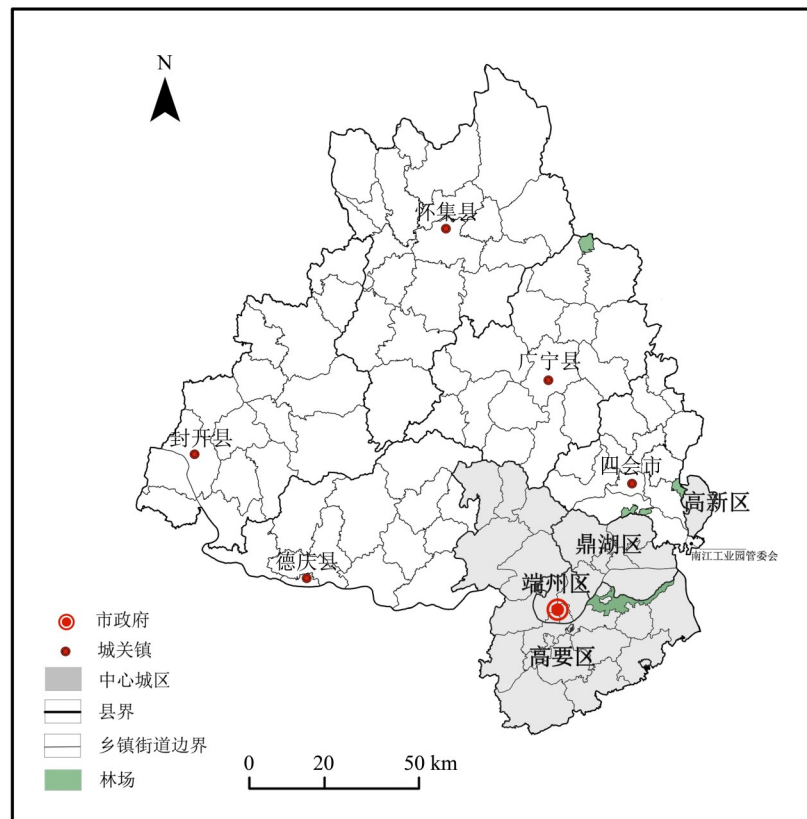 N
怀集县
广宁县
封开县
四会市
高新区
鼎湖区
南江工业园管委会
德庆县
端州区
高要区
市政府
城关镇
中心城区
县界
乡镇街道边界
林场
0 20 50 km